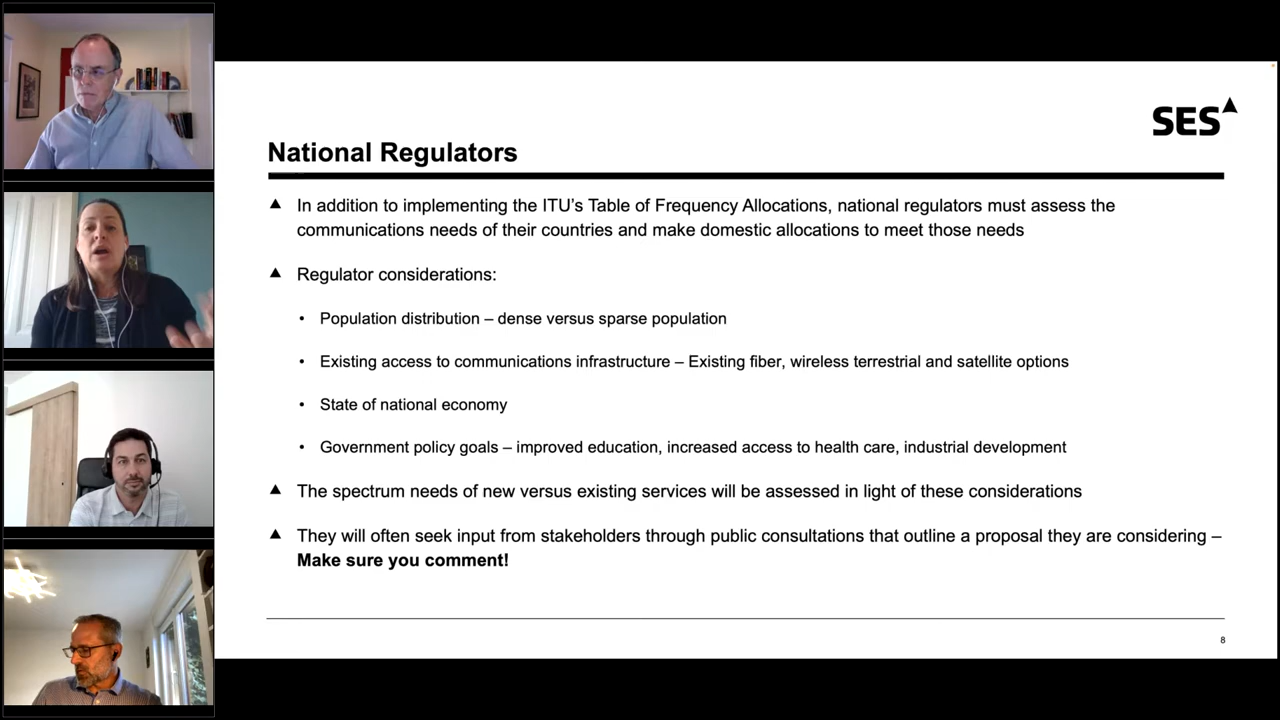 SES
National Regulators
▲ In addition to implementing the ITU's Table of Frequency Allocations, national regulators must assess the
communications needs of their countries and make domestic allocations to meet those needs
▲ Regulator considerations:
• Population distribution – dense versus sparse population
• Existing access to communications infrastructure – Existing fiber, wireless terrestrial and satellite options
• State of national economy
• Government policy goals – improved education, increased access to health care, industrial development
▲ The spectrum needs of new versus existing services will be assessed in light of these considerations
▲ They will often seek input from stakeholders through public consultations that outline a proposal they are considering –
Make sure you comment!
8